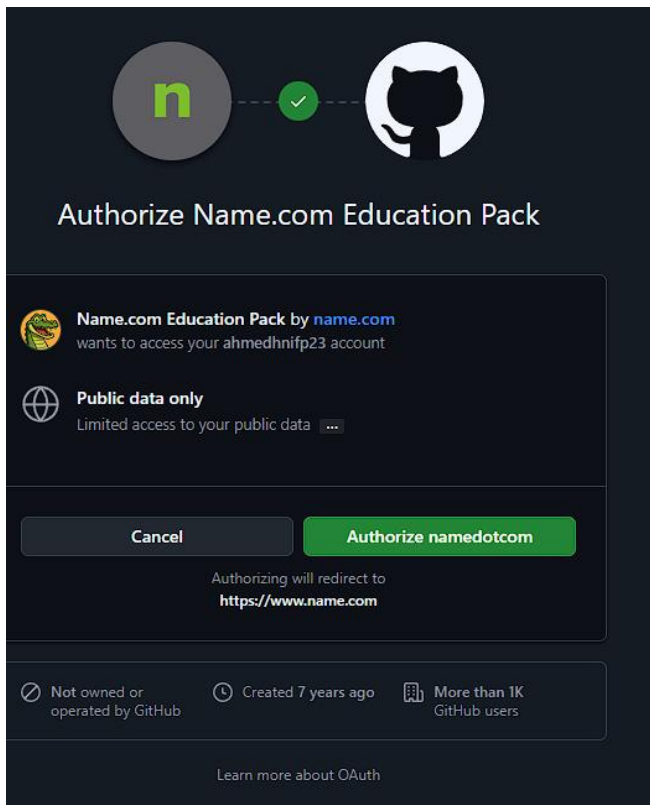 n
Authorize Name.com Education Pack
Name.com Education Pack by name.com
wants to access your ahmedhnifp23 account
Public data only
Limited access to your public data ...
Cancel
Authorize namedotcom
Authorizing will redirect to
https://www.name.com
Not owned or
operated by GitHub
Created 7 years ago
More than 1K
GitHub users
Learn more about OAuth